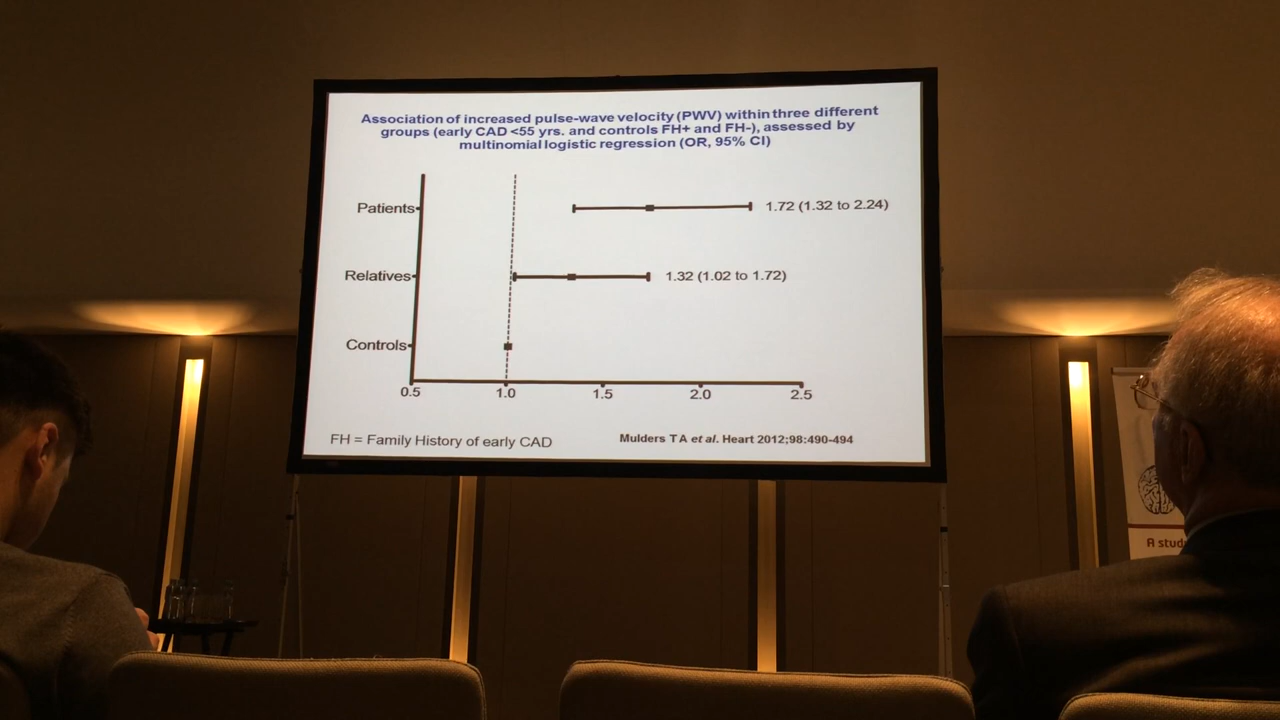 Association of increased pulse-wave velocity (PWV) within three different
groups (early CAD <55 yrs. and controls FH+ and FH-), assessed by
multinomial logistic regression (OR, 95% CI)
Patients
1.72 (1.32 to 2.24)
Relatives
1.32 (1.02 to 1.72)
Controls
0.5 1.0 1.5 2.0 2.5
FH = Family History of early CAD
Mulders TA et al. Heart 2012;98:490-494
A stud